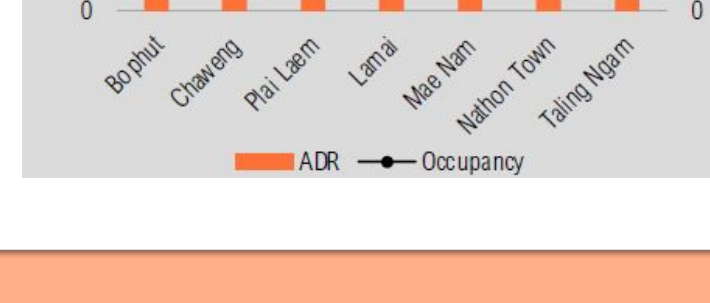 0 0
Bo phut Chaweng Plai Laem Lamai Mae Nam Nathon Town Taling Ngam
ADR Occupancy